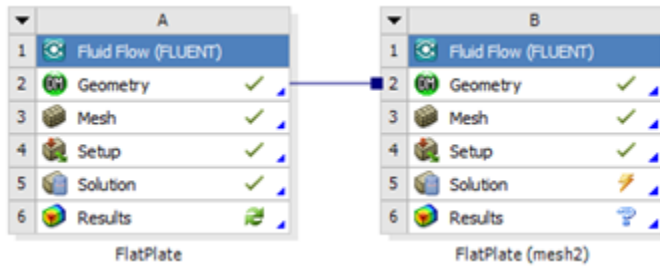 A
1 Fluid Flow (FLUENT)
2 Geometry
3 Mesh
4 Setup
5 Solution
6 Results
FlatPlate
B
1 Fluid Flow (FLUENT)
2 Geometry
3 Mesh
4 Setup
5 Solution
6 Results
FlatPlate (mesh2)